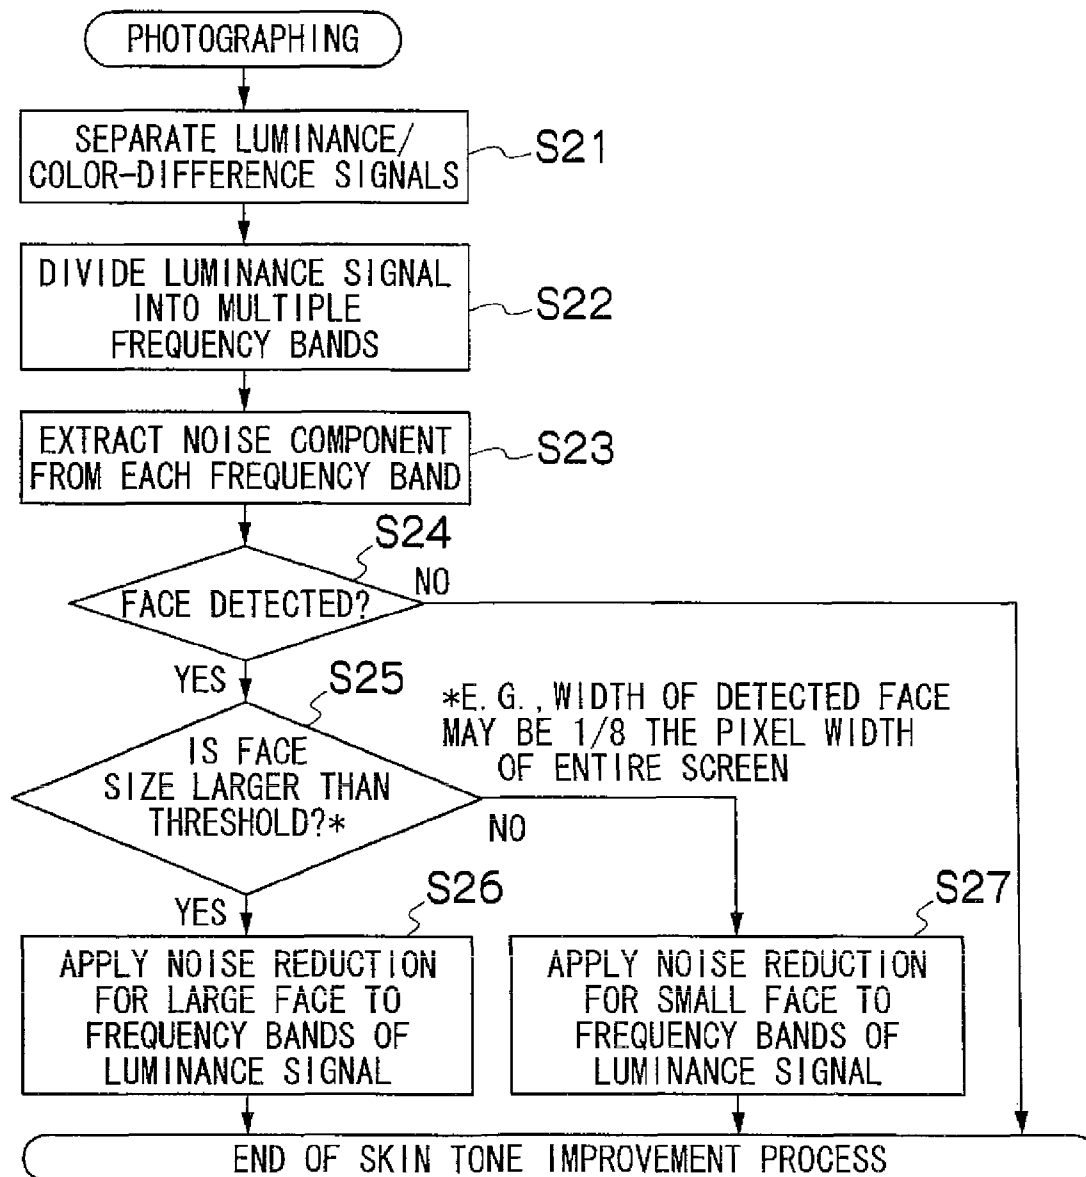 PHOTOGRAPHING
SEPARATE LUMINANCE/
COLOR-DIFFERENCE SIGNALS
S21
DIVIDE LUMINANCE SIGNAL
INTO MULTIPLE
FREQUENCY BANDS
S22
EXTRACT NOISE COMPONENT
FROM EACH FREQUENCY BAND
S23
S24
FACE DETECTED?
NO
YES
S25
*E.G., WIDTH OF DETECTED FACE
MAY BE 1/8 THE PIXEL WIDTH
OF ENTIRE SCREEN
IS FACE
SIZE LARGER THAN
THRESHOLD?*
NO
YES
S26
APPLY NOISE REDUCTION
FOR LARGE FACE TO
FREQUENCY BANDS OF
LUMINANCE SIGNAL
S27
APPLY NOISE REDUCTION
FOR SMALL FACE TO
FREQUENCY BANDS OF
LUMINANCE SIGNAL
END OF SKIN TONE IMPROVEMENT PROCESS